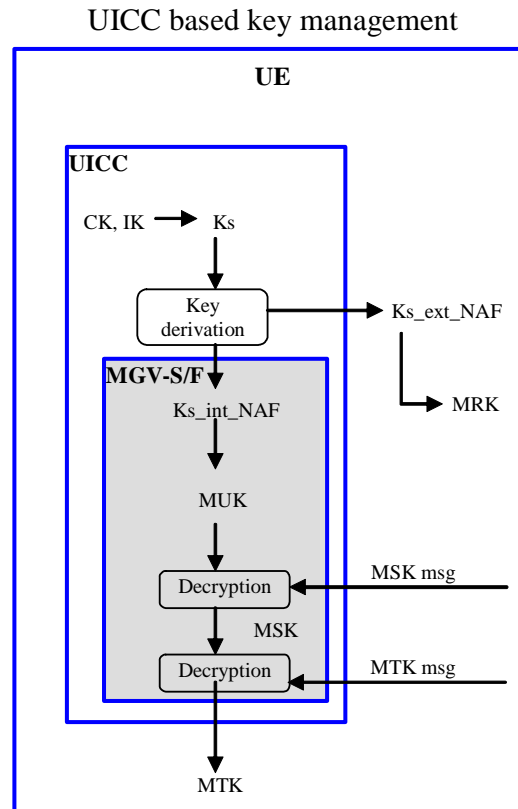 UICC based key management
UE
UICC
CK, IK
Ks
Key
derivation
Ks_ext_NAF
MGV-S/F
Ks_int_NAF
MRK
MUK
Decryption
MSK msg
MSK
Decryption
MTK msg
MTK